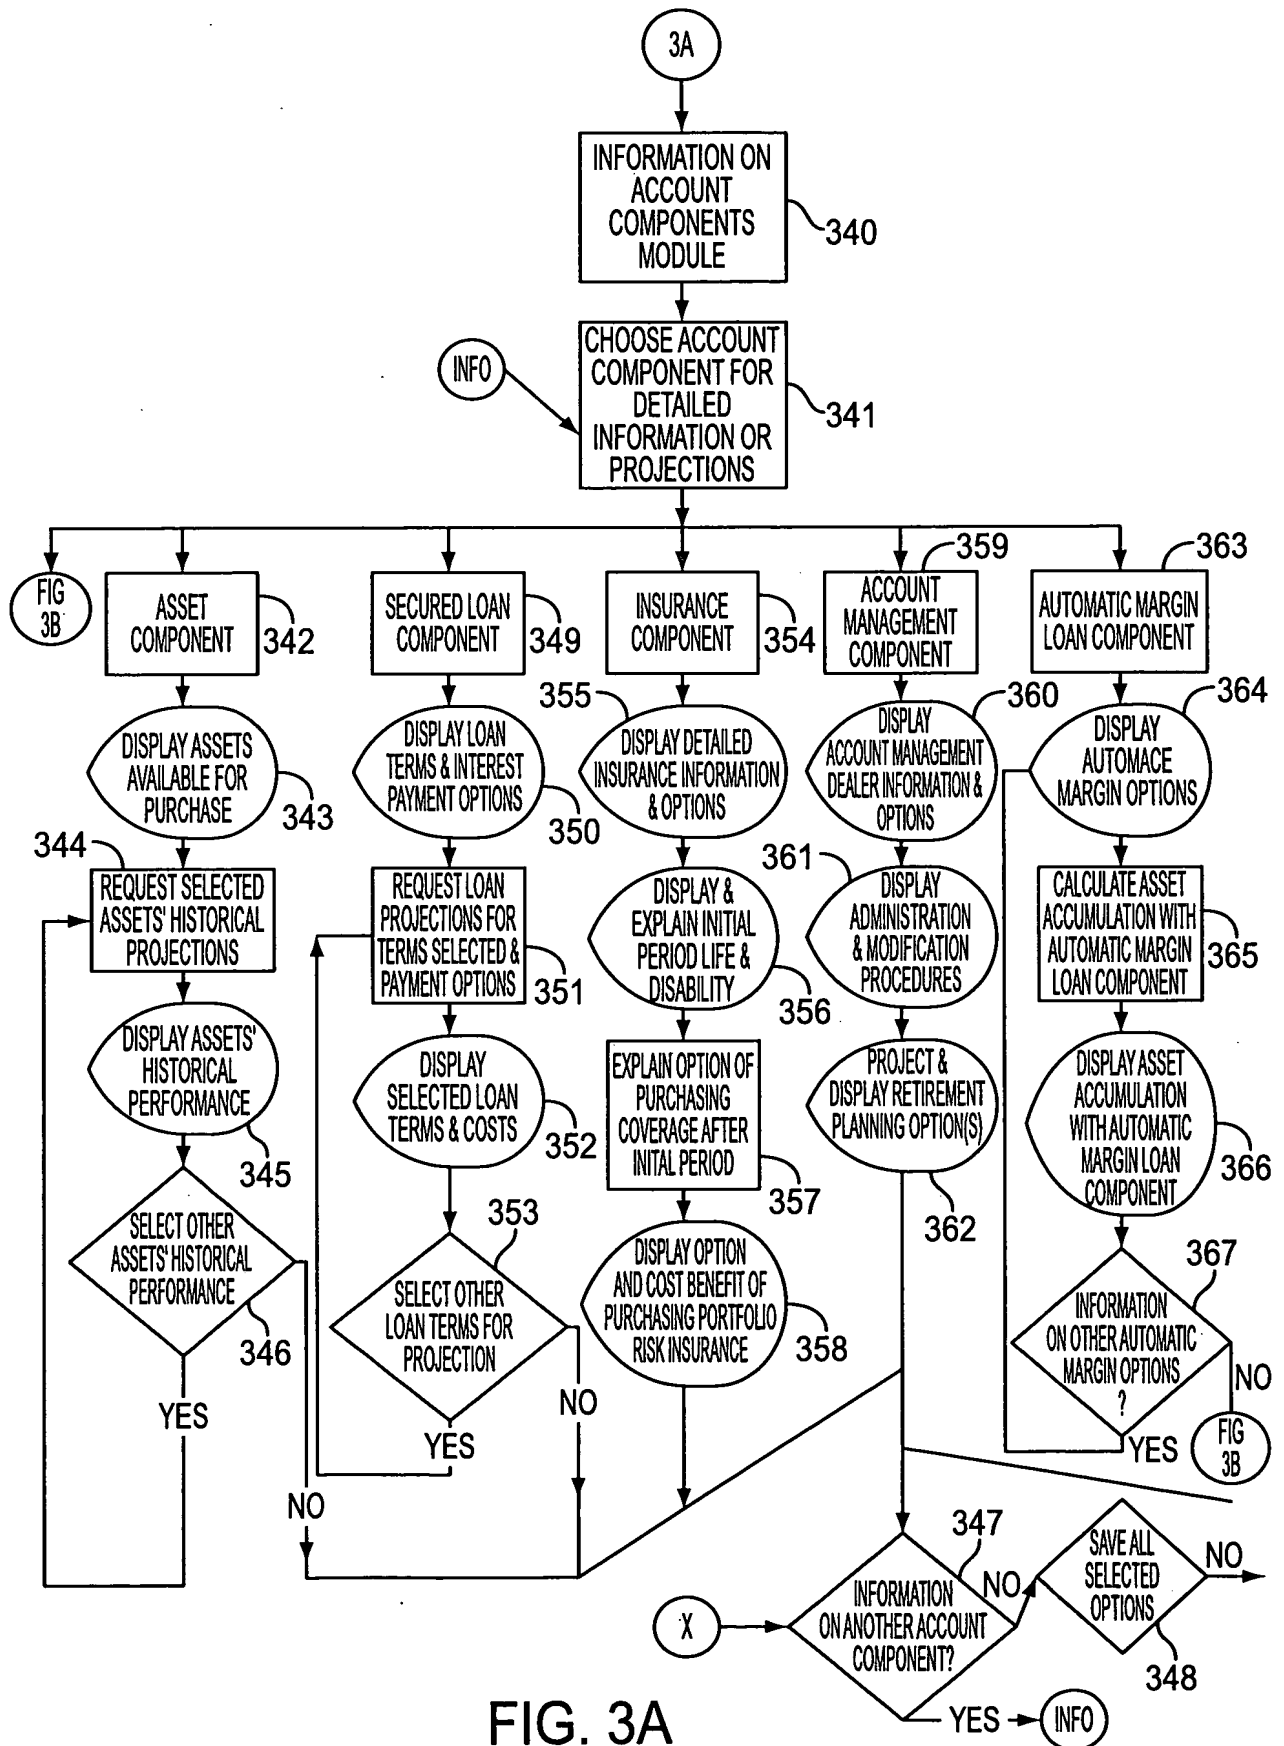 3A
INFORMATION ON
ACCOUNT
COMPONENTS
MODULE
340
INFO
CHOOSE ACCOUNT
COMPONENT FOR
DETAILED
INFORMATION OR
PROJECTIONS
341
FIG
3B
ASSET
COMPONENT
342
DISPLAY ASSETS
AVAILABLE FOR
PURCHASE
343
344
REQUEST SELECTED
ASSETS' HISTORICAL
PROJECTIONS
DISPLAY ASSETS'
HISTORICAL
PERFORMANCE
345
SELECT OTHER
ASSETS' HISTORICAL
PERFORMANCE
346
YES
NO
SECURED LOAN
COMPONENT
349
DISPLAY LOAN
TERMS & INTEREST
PAYMENT OPTIONS
350
REQUEST LOAN
PROJECTIONS FOR
TERMS SELECTED &
PAYMENT OPTIONS
351
DISPLAY
SELECTED LOAN
TERMS & COSTS
352
353
SELECT OTHER
LOAN TERMS FOR
PROJECTION
YES
NO
INSURANCE
COMPONENT
354
355
DISPLAY DETAILED
INSURANCE INFORMATION
& OPTIONS
DISPLAY &
EXPLAIN INITIAL
PERIOD LIFE &
DISABILITY
356
EXPLAIN OPTION OF
PURCHASING
COVERAGE AFTER
INITAL PERIOD
357
DISPLAY OPTION
AND COST BENEFIT OF
PURCHASING PORTFOLIO
RISK INSURANCE
358
359
ACCOUNT
MANAGEMENT
COMPONENT
360
DISPLAY
ACCOUNT MANAGEMENT
DEALER INFORMATION &
OPTIONS
361
DISPLAY
ADMINISTRATION
& MODIFICATION
PROCEDURES
PROJECT &
DISPLAY RETIREMENT
PLANNING OPTION(S)
362
363
AUTOMATIC MARGIN
LOAN COMPONENT
364
DISPLAY
AUTOMACE
MARGIN OPTIONS
CALCULATE ASSET
ACCUMULATION WITH
AUTOMATIC MARGIN
LOAN COMPONENT
365
DISPLAY ASSET
ACCUMULATION
WITH AUTOMATIC
MARGIN LOAN
COMPONENT
366
367
INFORMATION
ON OTHER AUTOMATIC
MARGIN OPTIONS
?
YES
NO
FIG
3B
X
347
INFORMATION
ON ANOTHER ACCOUNT
COMPONENT?
NO
YES
INFO
SAVE ALL
SELECTED
OPTIONS
348
NO
FIG. 3A